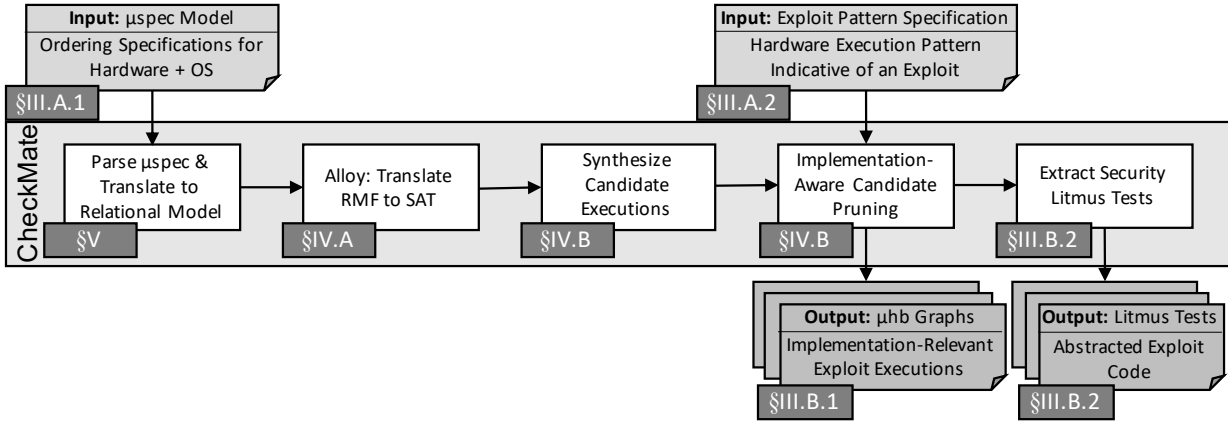 Input: μspec Model
Ordering Specifications for
Hardware + OS
§III.A.1
Input: Exploit Pattern Specification
Hardware Execution Pattern
Indicative of an Exploit
§III.A.2
CheckMate
Parse μspec &
Translate to
Relational Model
§V
Alloy: Translate
RMF to SAT
§IV.A
Synthesize
Candidate
Executions
§IV.B
Implementation-
Aware Candidate
Pruning
§IV.B
Extract Security
Litmus Tests
§III.B.2
Output: μhb Graphs
Implementation-Relevant
Exploit Executions
§III.B.1
Output: Litmus Tests
Abstracted Exploit
Code
§III.B.2